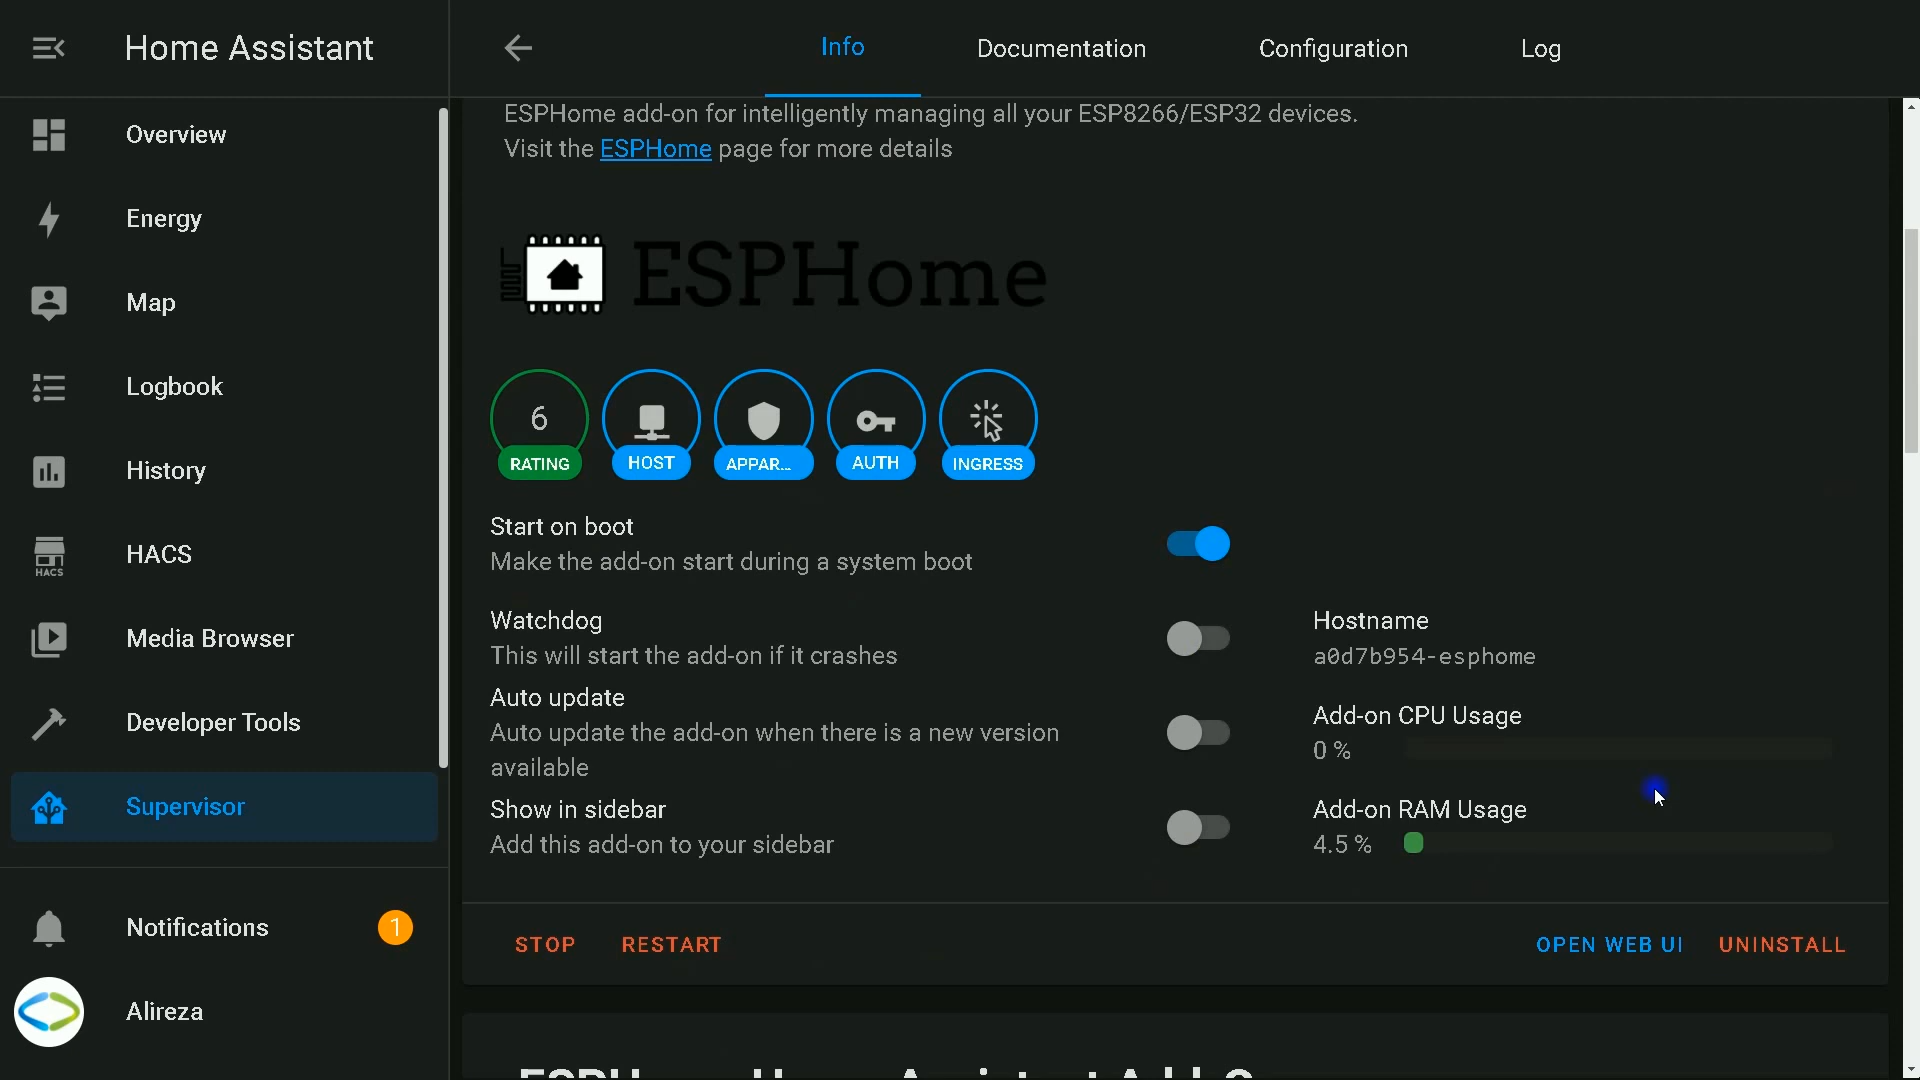 Home Assistant
Info
Documentation
Configuration
Log
Overview
Energy
Map
Logbook
History
HACS
HACS
Media Browser
Developer Tools
Supervisor
Notifications
1
Alireza
ESPHome add-on for intelligently managing all your ESP8266/ESP32 devices.
Visit the ESPHome page for more details
ESPHome
6
RATING
HOST
APPAR...
AUTH
INGRESS
Start on boot
Make the add-on start during a system boot
Watchdog
This will start the add-on if it crashes
Auto update
Auto update the add-on when there is a new version
available
Show in sidebar
Add this add-on to your sidebar
Hostname
a0d7b954-esphome
Add-on CPU Usage
0 %
Add-on RAM Usage
4.5 %
STOP
RESTART
OPEN WEB UI
UNINSTALL